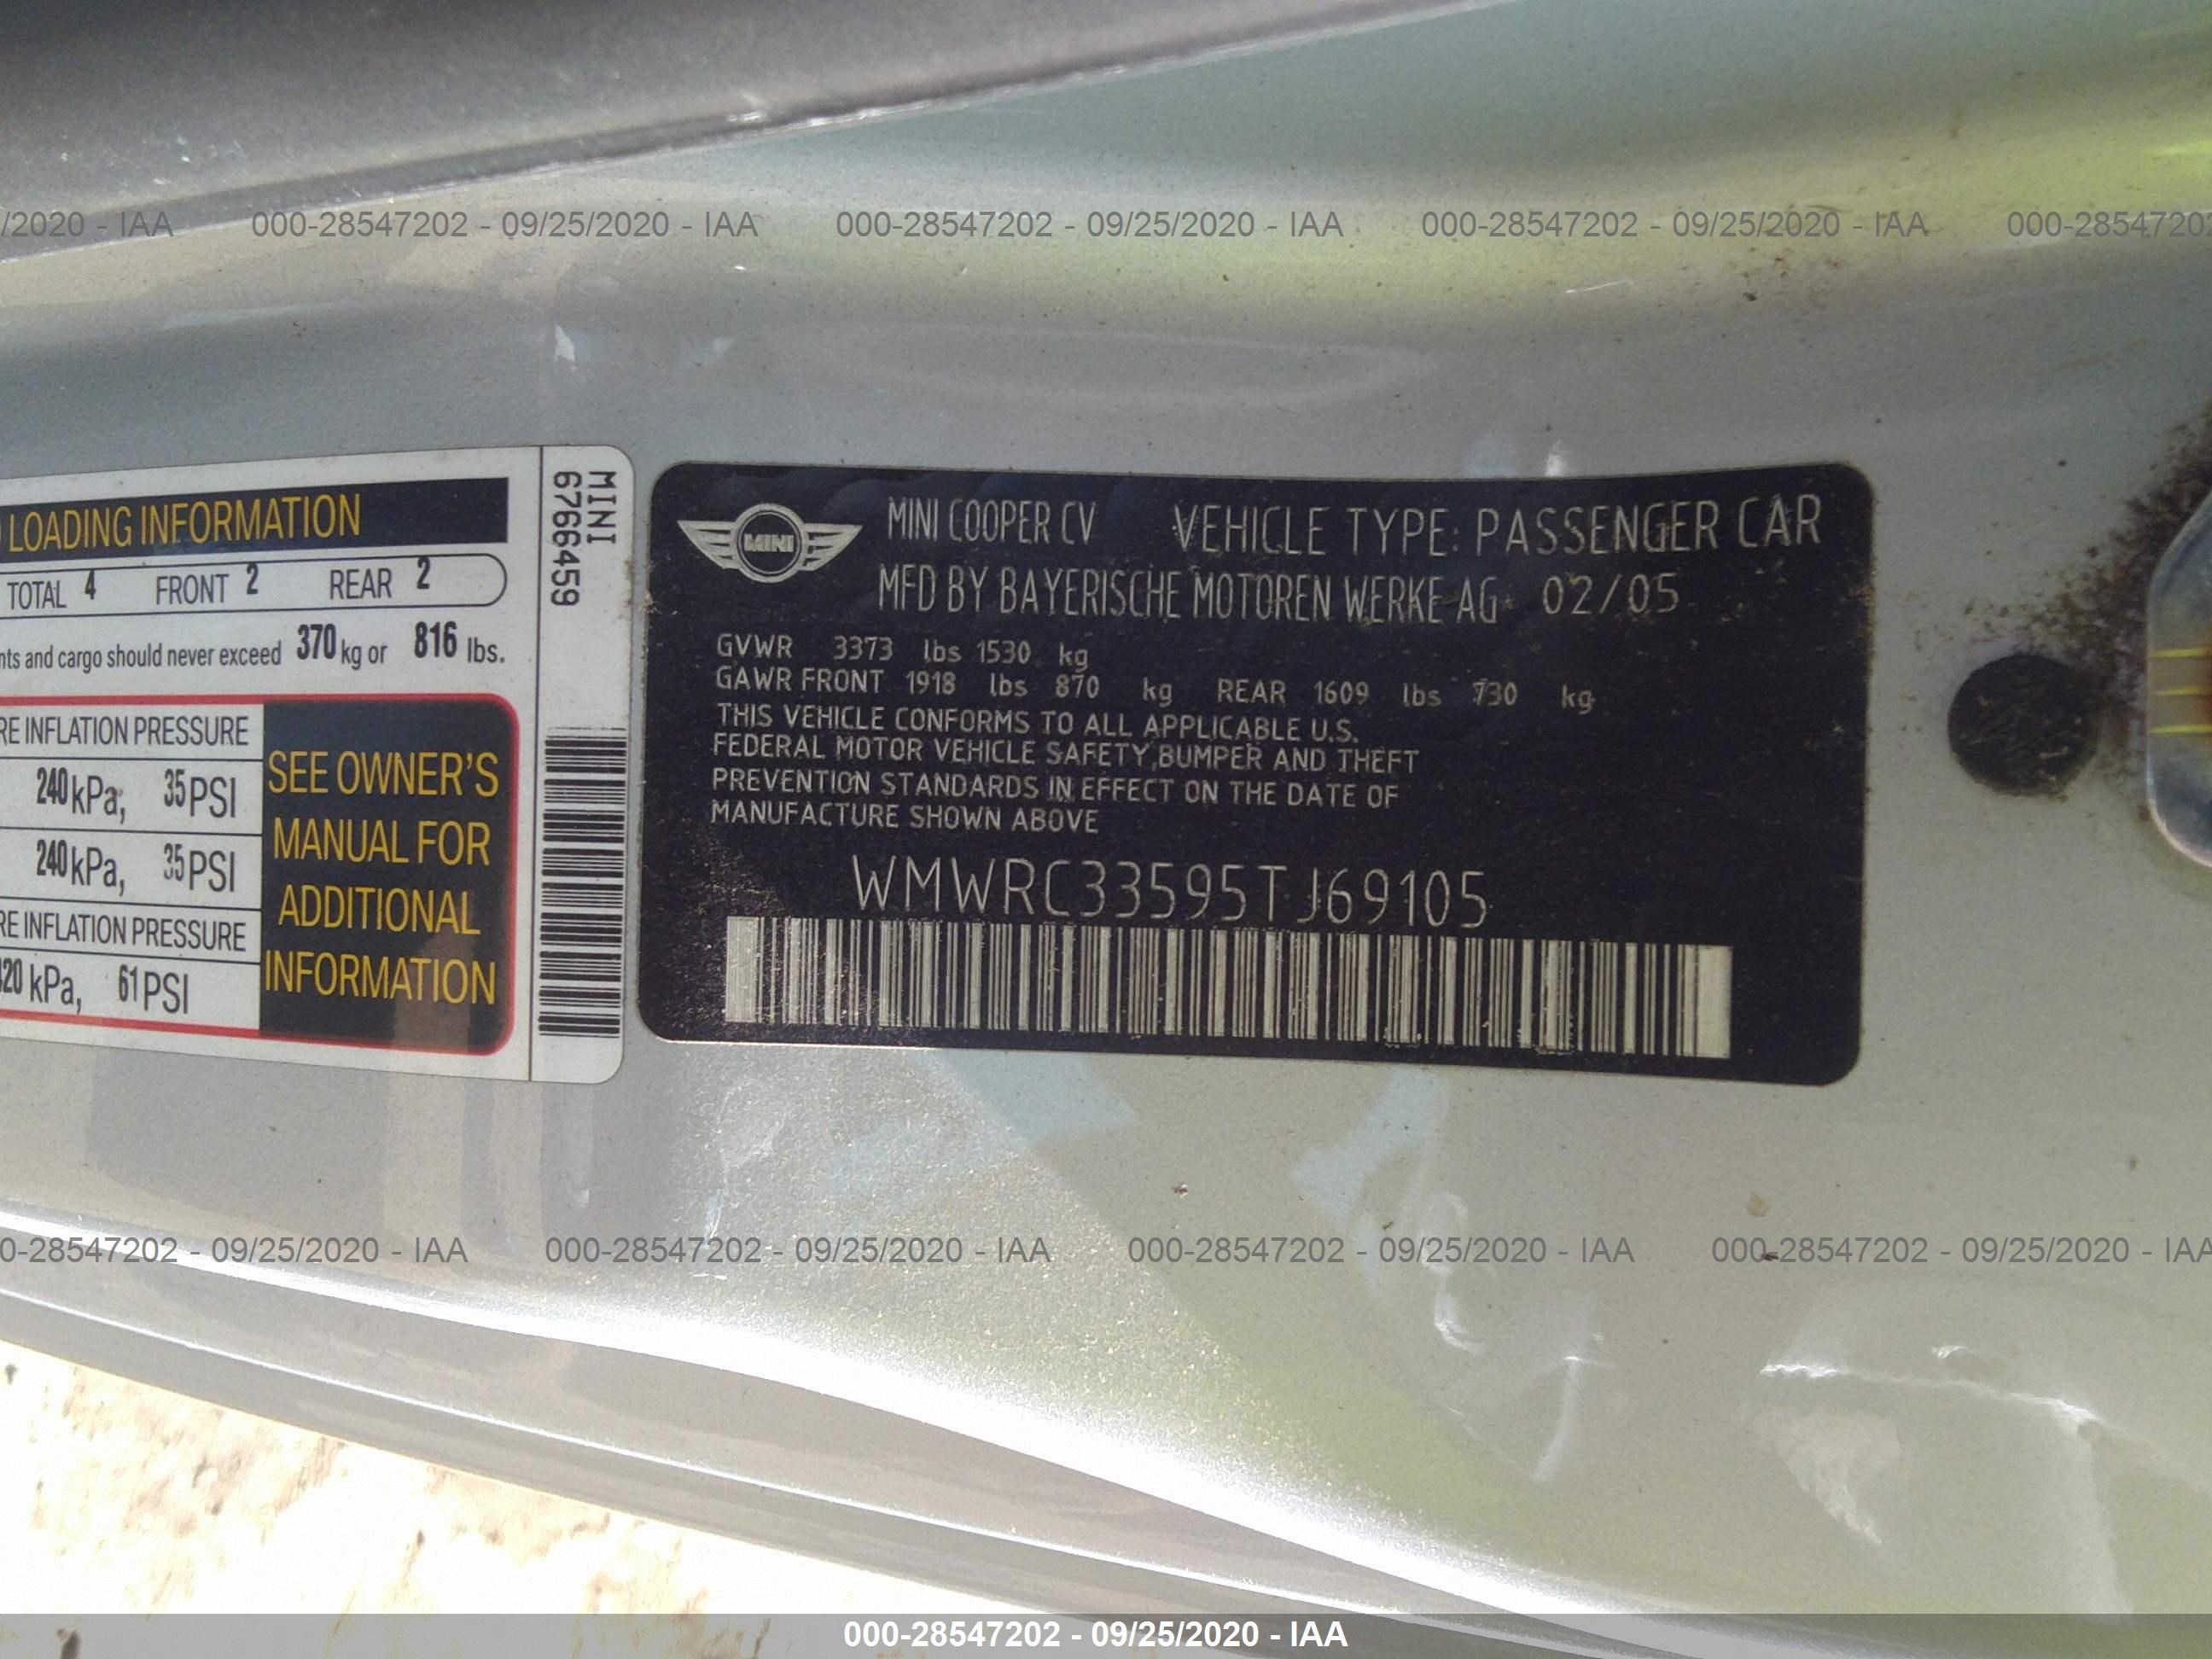 /2020 - IAA 000-28547202 - 09/25/2020 - IAA 000-28547202 - 09/25/2020 - IAA 000-28547202 - 09/25/2020 - IAA 000-28547202
LOADING INFORMATION
TOTAL 4 FRONT 2 REAR 2
cargo should never exceed 370 kg or 816 lbs.
INFLATION PRESSURE
240 kPa, 35 PSI
240 kPa, 35 PSI
INFLATION PRESSURE
kPa, 61 PSI
SEE OWNER'S
MANUAL FOR
ADDITIONAL
INFORMATION
MINI
6766459
MINI
MINI COOPER CV VEHICLE TYPE: PASSENGER CAR
MFD BY BAYERISCHE MOTOREN WERKE AG 02/05
GVWR 3373 lbs 1530 kg
GAWR FRONT 1918 lbs 870 kg REAR 1609 lbs 730 kg
THIS VEHICLE CONFORMS TO ALL APPLICABLE U.S.
FEDERAL MOTOR VEHICLE SAFETY,BUMPER AND THEFT
PREVENTION STANDARDS IN EFFECT ON THE DATE OF
MANUFACTURE SHOWN ABOVE
WMWRC33595TJ69105
0-28547202 - 09/25/2020 - IAA 000-28547202 - 09/25/2020 - IAA 000-28547202 - 09/25/2020 - IAA 000-28547202 - 09/25/2020 - IAA
000-28547202 - 09/25/2020 - IAA